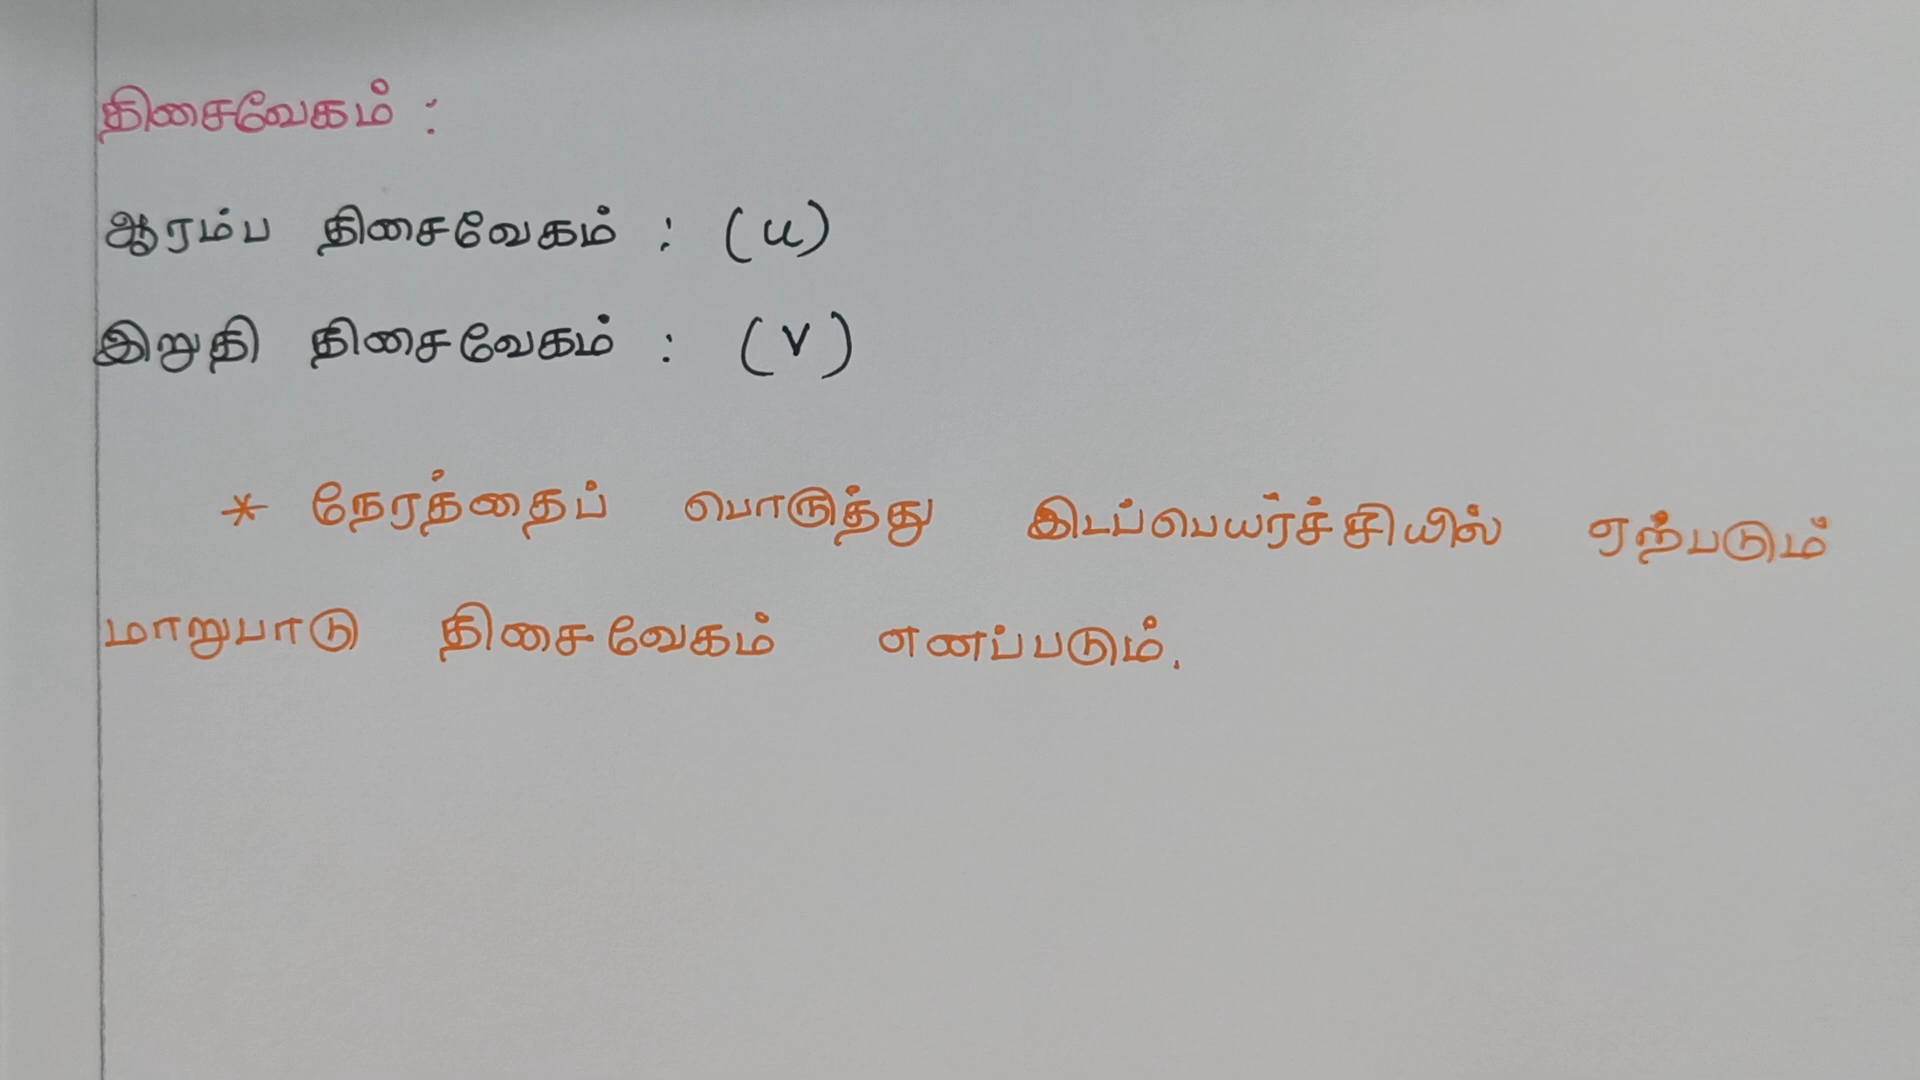 திசைவேகம் :
ஆரம்ப திசைவேகம் : (u)
இறுதி திசைவேகம் : (v)
* நேரத்தைப் பொருத்து இடப்பெயர்ச்சியில் ஏற்படும்
மாறுபாடு திசைவேகம் எனப்படும்.